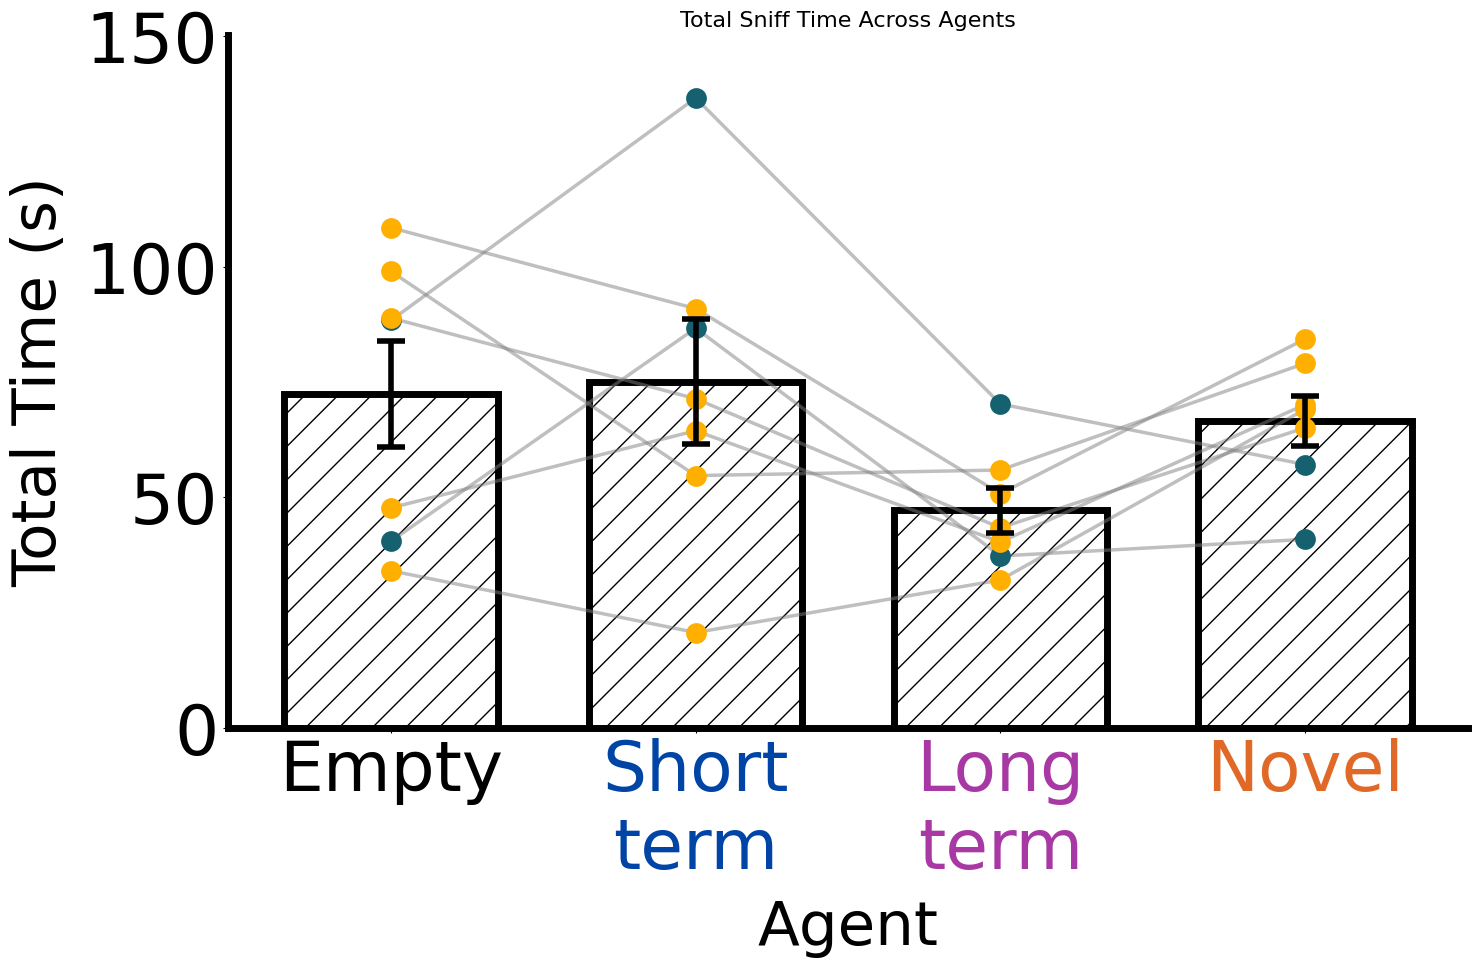 Total Sniff Time Across Agents
Total Time (s)
150
100
50
0
Empty
Short
term
Long
term
Novel
Agent